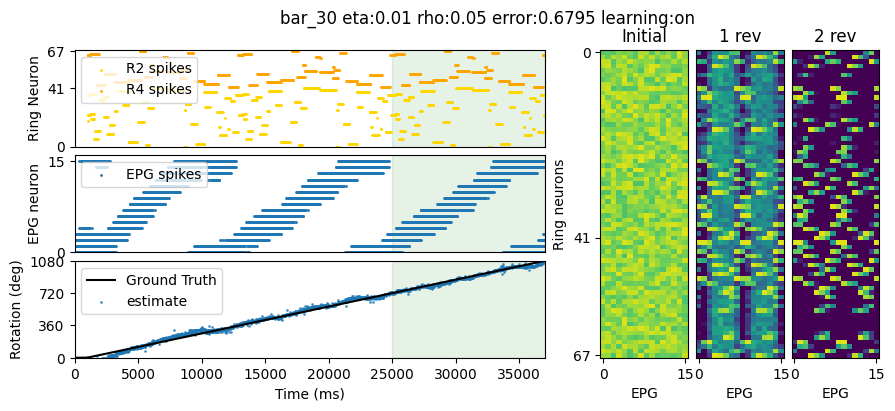 bar_30 eta:0.01 rho:0.05 error:0.6795 learning:on
Ring Neuron
67
41
0
R2 spikes
R4 spikes
EPG neuron
15
0
EPG spikes
Rotation (deg)
1080
720
360
0
Ground Truth
estimate
0 5000 10000 15000 20000 25000 30000 35000
Time (ms)
Initial 1 rev 2 rev
Ring neurons
0
41
67
0 15 0 15 0 15
EPG EPG EPG